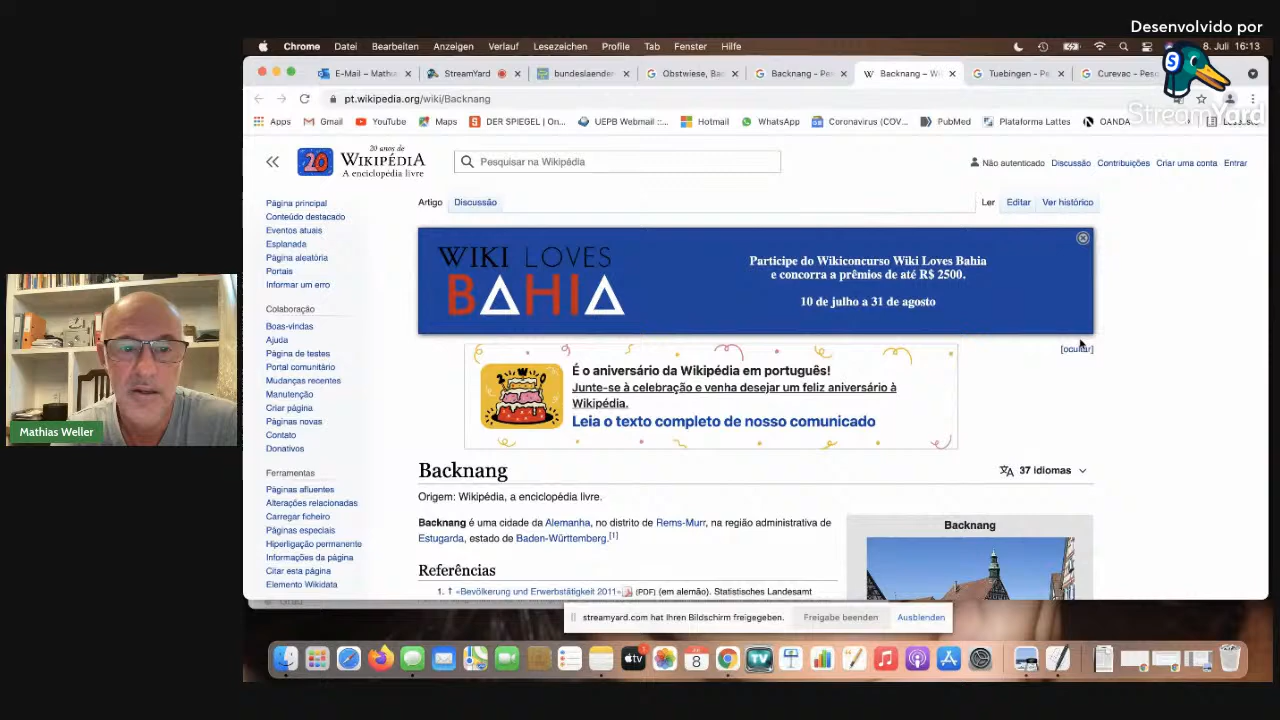 Desenvolvido por
StreamYard
Chrome Datei Bearbeiten Anzeigen Verlauf Lesezeichen Profile Tab Fenster Hilfe
8. Juli 16:13
E-Mail – Mathia
StreamYard
bundeslaender
Obstwiese, Bac
Backnang - Pes
Backnang – Wi
Tuebingen - Pe
Curevac - Peso
pt.wikipedia.org/wiki/Backnang
Apps Gmail YouTube Maps DER SPIEGEL | On... UEPB Webmail ::... Hotmail WhatsApp Coronavirus (COV... PubMed Plataforma Lattes OANDA
20 anos de
WIKIPÉDIA
A enciclopédia livre
Pesquisar na Wikipédia
Não autenticado Discussão Contribuições Criar uma conta Entrar
Artigo Discussão
Ler Editar Ver histórico
Página principal
Conteúdo destacado
Eventos atuais
Esplanada
Página aleatória
Portais
Informar um erro
Colaboração
Boas-vindas
Ajuda
Página de testes
Portal comunitário
Mudanças recentes
Manutenção
Criar página
Páginas novas
Contato
Donativos
Ferramentas
Páginas afluentes
Alterações relacionadas
Carregar ficheiro
Páginas especiais
Hiperligação permanente
Informações da página
Citar esta página
Elemento Wikidata
WIKI LOVES
BAHIA
Participe do Wikiconcurso Wiki Loves Bahia
e concorra a prêmios de até R$ 2500.
10 de julho a 31 de agosto
[ocultar]
É o aniversário da Wikipédia em português!
Junte-se à celebração e venha desejar um feliz aniversário à
Wikipédia.
Leia o texto completo de nosso comunicado
Backnang
37 idiomas
Origem: Wikipédia, a enciclopédia livre.
Backnang é uma cidade da Alemanha, no distrito de Rems-Murr, na região administrativa de
Estugarda, estado de Baden-Württemberg.[1]
Backnang
Referências
1. ↑ «Bevölkerung und Erwerbstätigkeit 2011» (PDF) (em alemão). Statistisches Landesamt
streamyard.com hat Ihren Bildschirm freigegeben. Freigabe beenden Ausblenden
Mathias Weller